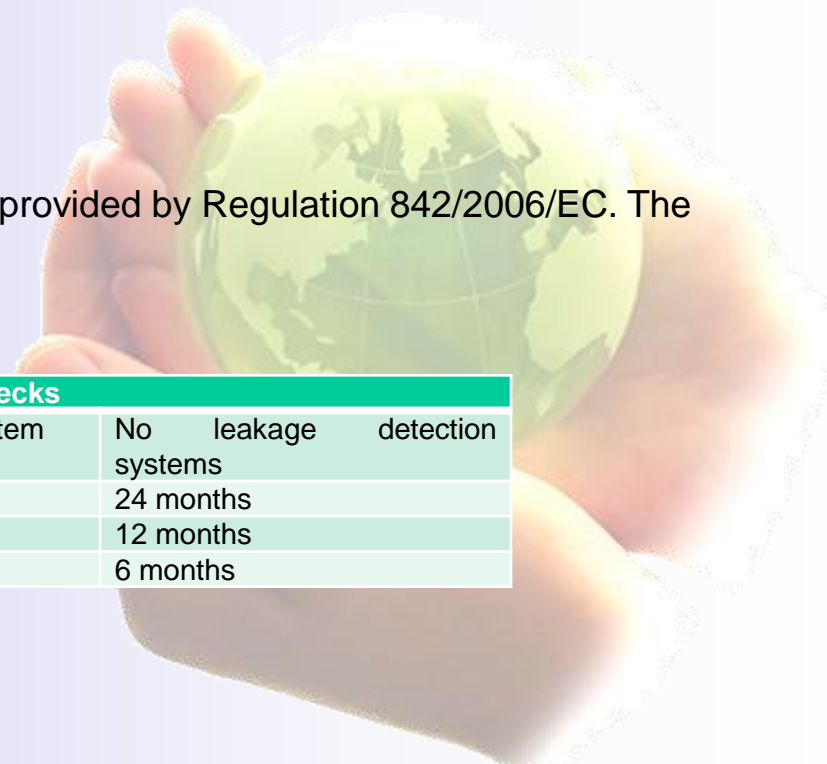 provided by Regulation 842/2006/EC. The
ecks
tem No leakage detection
systems
24 months
12 months
6 months